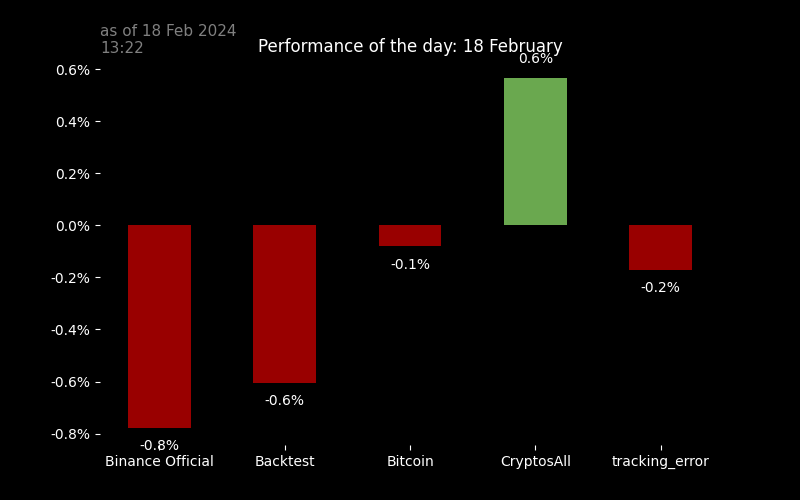 as of 18 Feb 2024
13:22
Performance of the day: 18 February
0.6%
0.6%
0.4%
0.2%
0.0%
-0.2%
-0.4%
-0.6%
-0.8%
-0.1%
-0.2%
-0.6%
-0.8%
Binance Official
Backtest
Bitcoin
CryptosAll
tracking_error